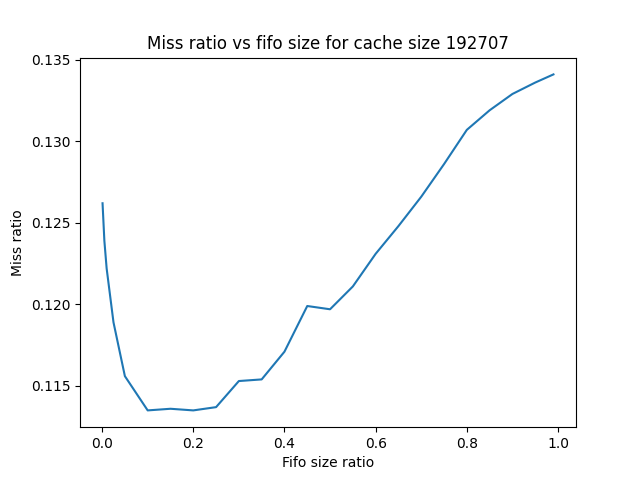 Miss ratio vs fifo size for cache size 192707
0.135
0.130
0.125
0.120
0.115
Miss ratio
0.0 0.2 0.4 0.6 0.8 1.0
Fifo size ratio